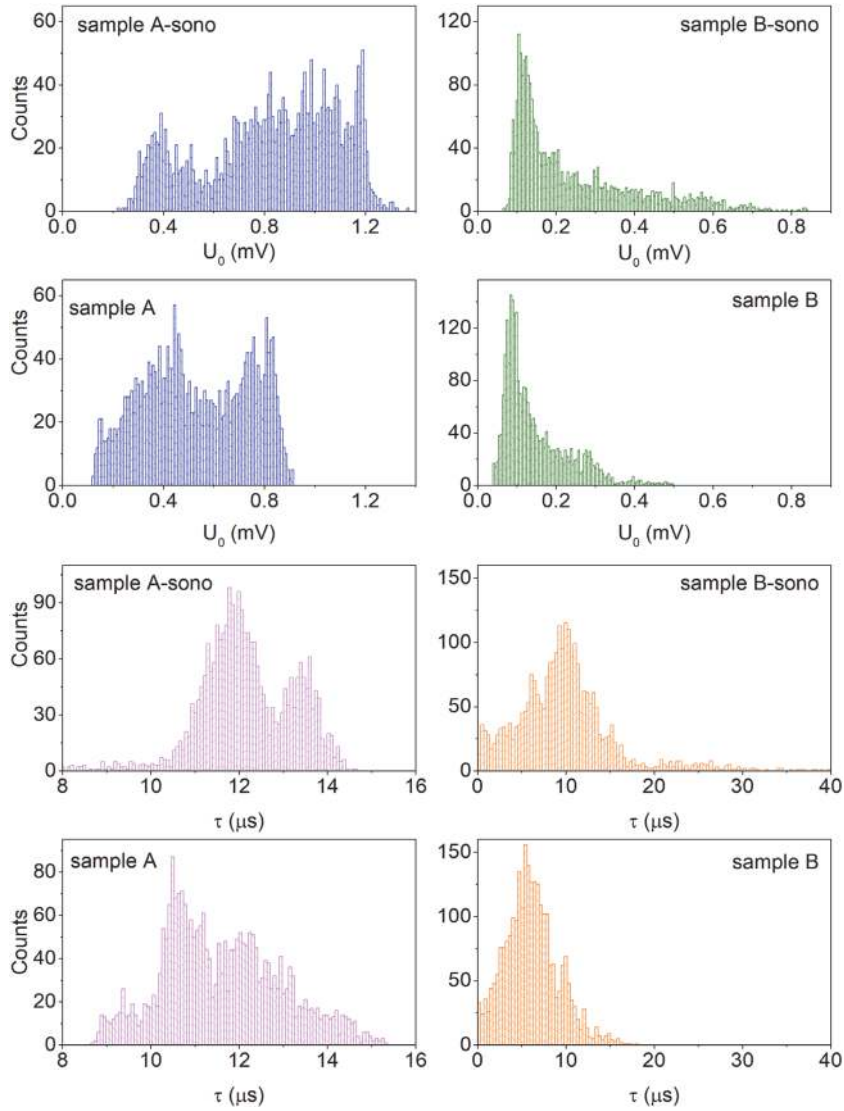 sample A-sono
Counts
60
40
20
0
0.0 0.4 0.8 1.2
U0 (mV)
sample B-sono
120
80
40
0
0.0 0.2 0.4 0.6 0.8
U0 (mV)
sample A
Counts
60
40
20
0
0.0 0.4 0.8 1.2
U0 (mV)
sample B
120
80
40
0
0.0 0.2 0.4 0.6 0.8
U0 (mV)
sample A-sono
Counts
90
60
30
0
8 10 12 14 16
τ (μs)
sample B-sono
150
100
50
0
0 10 20 30 40
τ (μs)
sample A
Counts
80
60
40
20
0
8 10 12 14 16
τ (μs)
sample B
150
100
50
0
0 10 20 30 40
τ (μs)